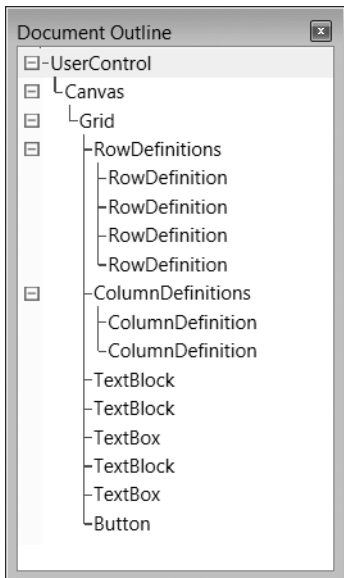 Document Outline
UserControl
Canvas
Grid
RowDefinitions
RowDefinition
RowDefinition
RowDefinition
RowDefinition
ColumnDefinitions
ColumnDefinition
ColumnDefinition
TextBlock
TextBlock
TextBox
TextBlock
TextBox
Button